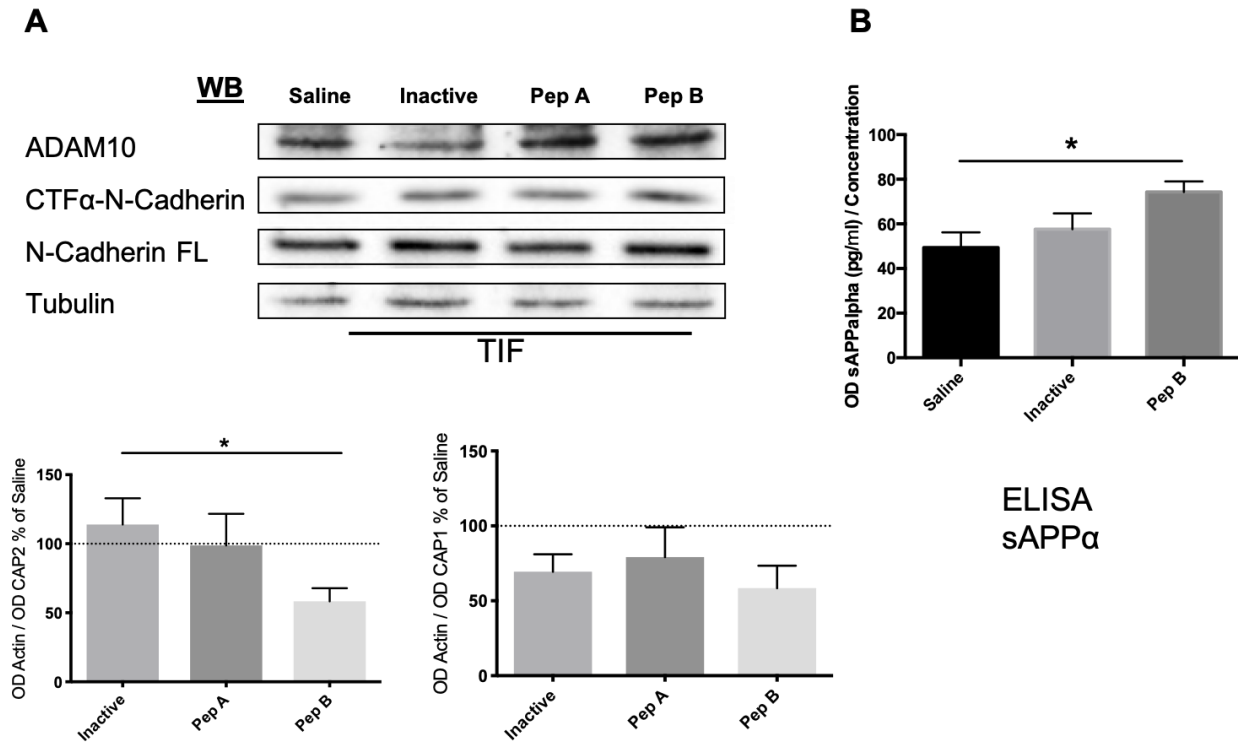 A
B
WB
Saline Inactive Pep A Pep B
ADAM10
CTFα-N-Cadherin
N-Cadherin FL
Tubulin
TIF
OD sAPPalpha (pg/ml) / Concentration
100
80
60
40
20
0
*
Saline
Inactive
Pep B
ELISA
sAPPα
OD Actin / OD CAP2 % of Saline
150
100
50
0
*
Inactive
Pep A
Pep B
OD Actin / OD CAP1 % of Saline
150
100
50
0
Inactive
Pep A
Pep B